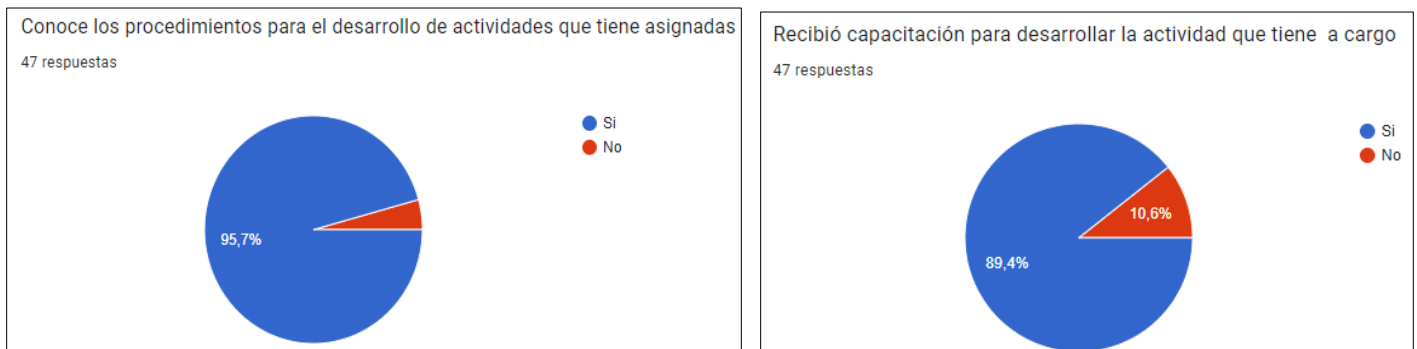 Conoce los procedimientos para el desarrollo de actividades que tiene asignadas
47 respuestas
Si
No
95,7%
Recibió capacitación para desarrollar la actividad que tiene a cargo
47 respuestas
Si
No
10,6%
89,4%